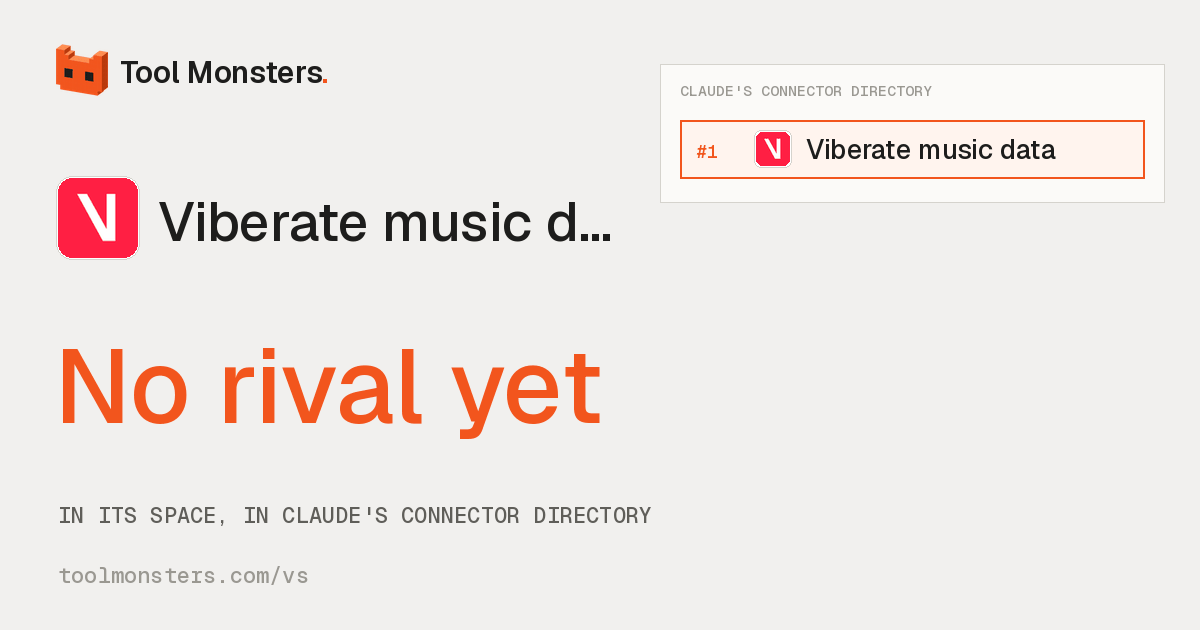 Tool Monsters.
Viberate music d...
No rival yet
IN ITS SPACE, IN CLAUDE'S CONNECTOR DIRECTORY
toolmonsters.com/vs
CLAUDE'S CONNECTOR DIRECTORY
#1 Viberate music data